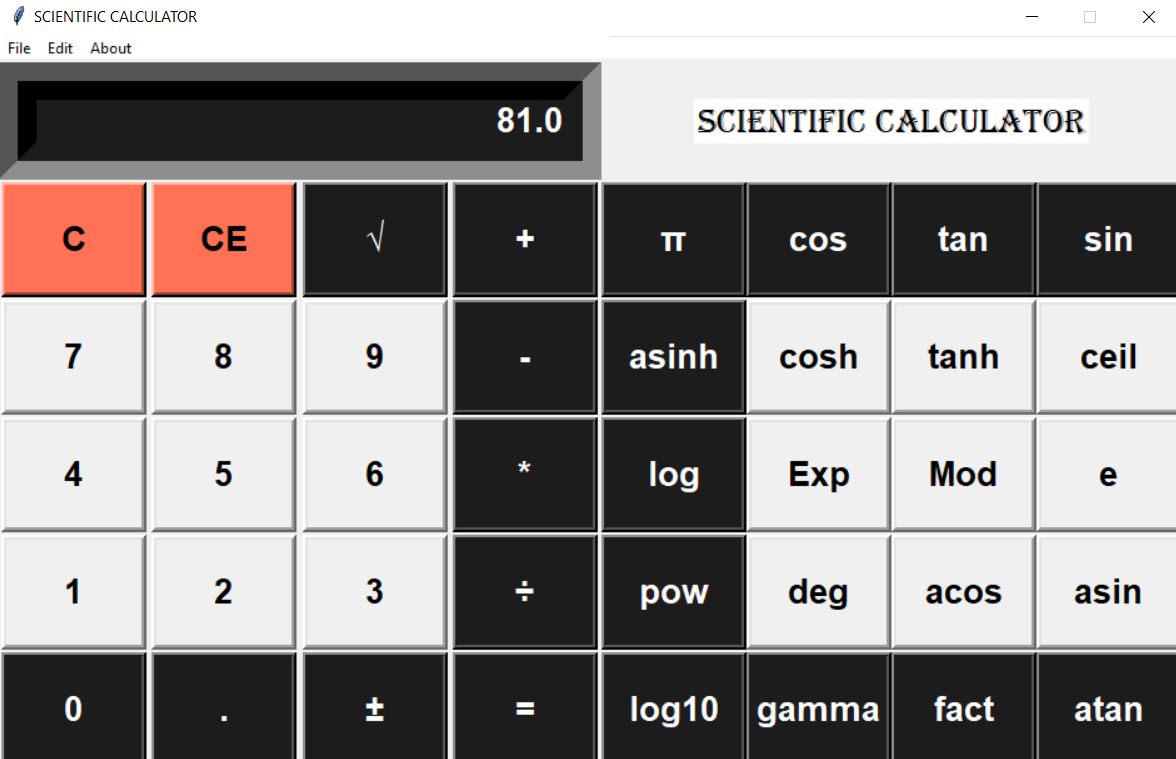 SCIENTIFIC CALCULATOR
File Edit About
81.0
SCIENTIFIC CALCULATOR
C CE √ + π cos tan sin
7 8 9 - asinh cosh tanh ceil
4 5 6 * log Exp Mod e
1 2 3 ÷ pow deg acos asin
0 . ± = log10 gamma fact atan